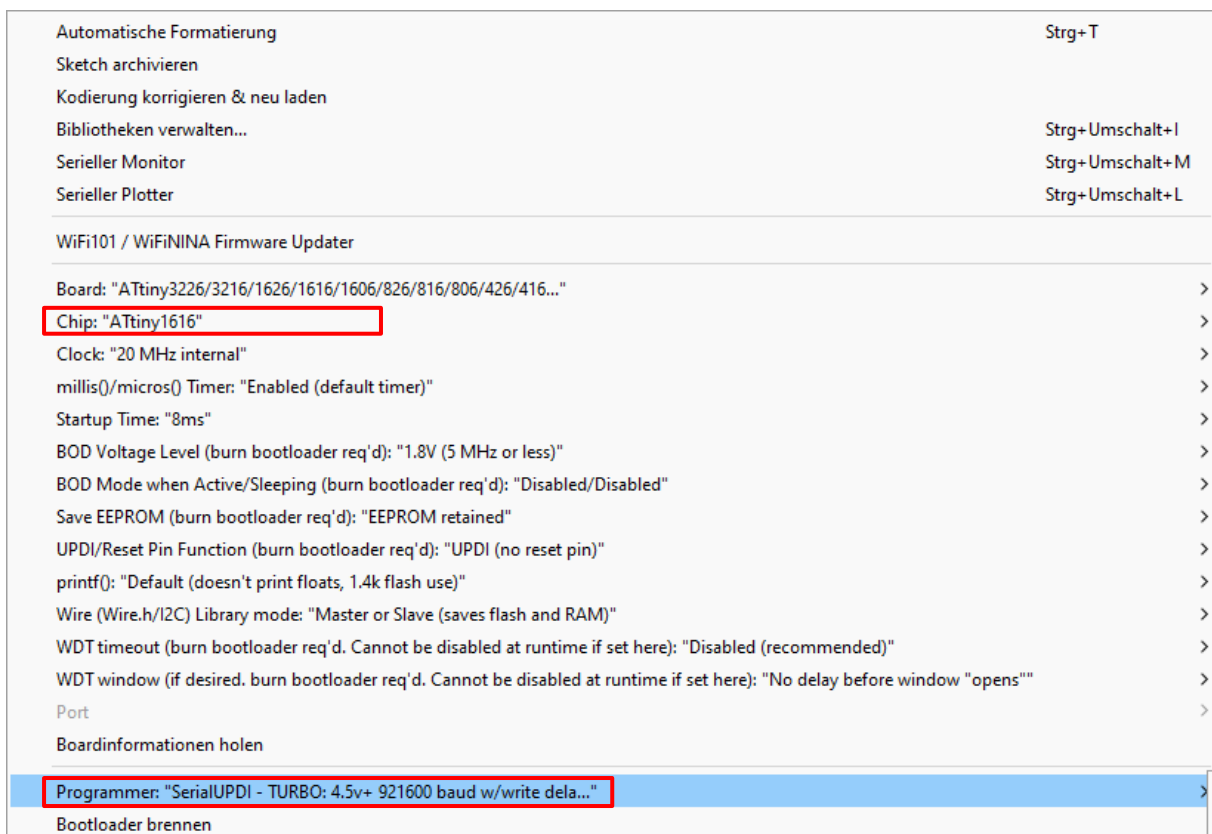 Automatische Formatierung Strg+T
Sketch archivieren
Kodierung korrigieren & neu laden
Bibliotheken verwalten... Strg+Umschalt+I
Serieller Monitor Strg+Umschalt+M
Serieller Plotter Strg+Umschalt+L
WiFi101 / WiFiNINA Firmware Updater
Board: "ATtiny3226/3216/1626/1616/1606/826/816/806/426/416..."
Chip: "ATtiny1616"
Clock: "20 MHz internal"
millis()/micros() Timer: "Enabled (default timer)"
Startup Time: "8ms"
BOD Voltage Level (burn bootloader req'd): "1.8V (5 MHz or less)"
BOD Mode when Active/Sleeping (burn bootloader req'd): "Disabled/Disabled"
Save EEPROM (burn bootloader req'd): "EEPROM retained"
UPDI/Reset Pin Function (burn bootloader req'd): "UPDI (no reset pin)"
printf(): "Default (doesn't print floats, 1.4k flash use)"
Wire (Wire.h/I2C) Library mode: "Master or Slave (saves flash and RAM)"
WDT timeout (burn bootloader req'd. Cannot be disabled at runtime if set here): "Disabled (recommended)"
WDT window (if desired. burn bootloader req'd. Cannot be disabled at runtime if set here): "No delay before window "opens""
Port
Boardinformationen holen
Programmer: "SerialUPDI - TURBO: 4.5v+ 921600 baud w/write dela..."
Bootloader brennen